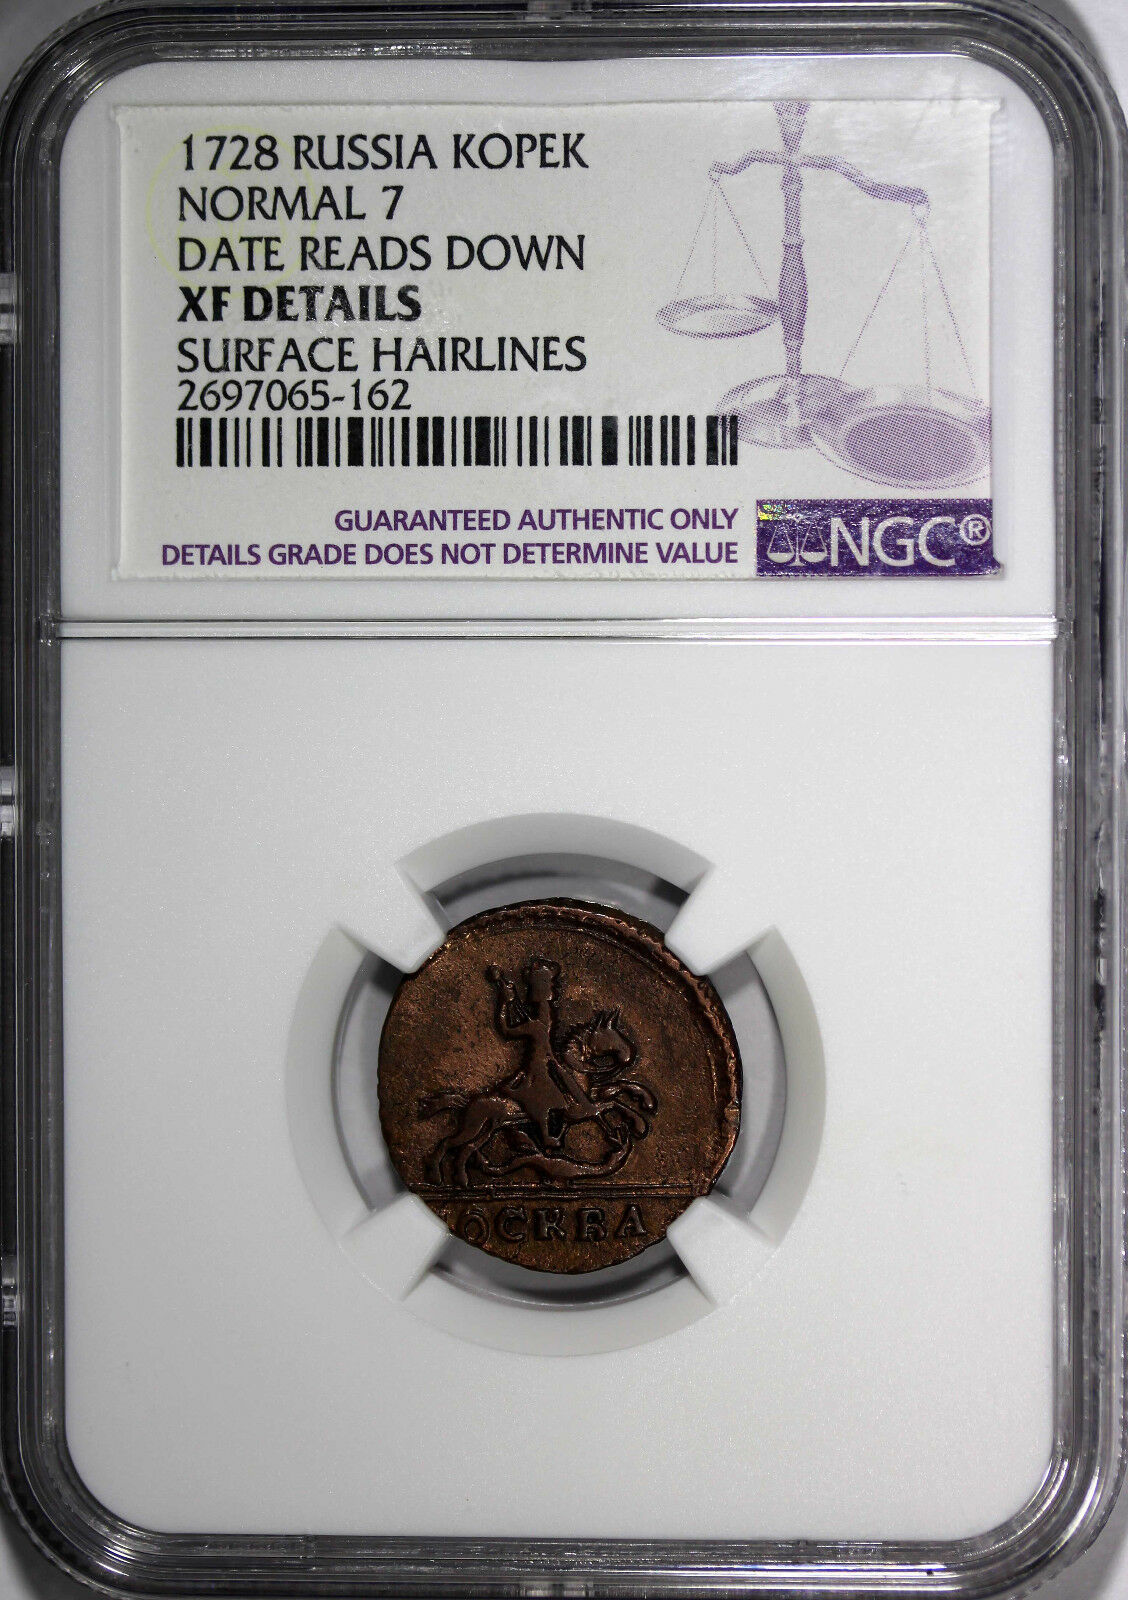 1728 RUSSIA KOPEK
NORMAL 7
DATE READS DOWN
XF DETAILS
SURFACE HAIRLINES
2697065-162
GUARANTEED AUTHENTIC ONLY
DETAILS GRADE DOES NOT DETERMINE VALUE
NGC®
ОСКВА